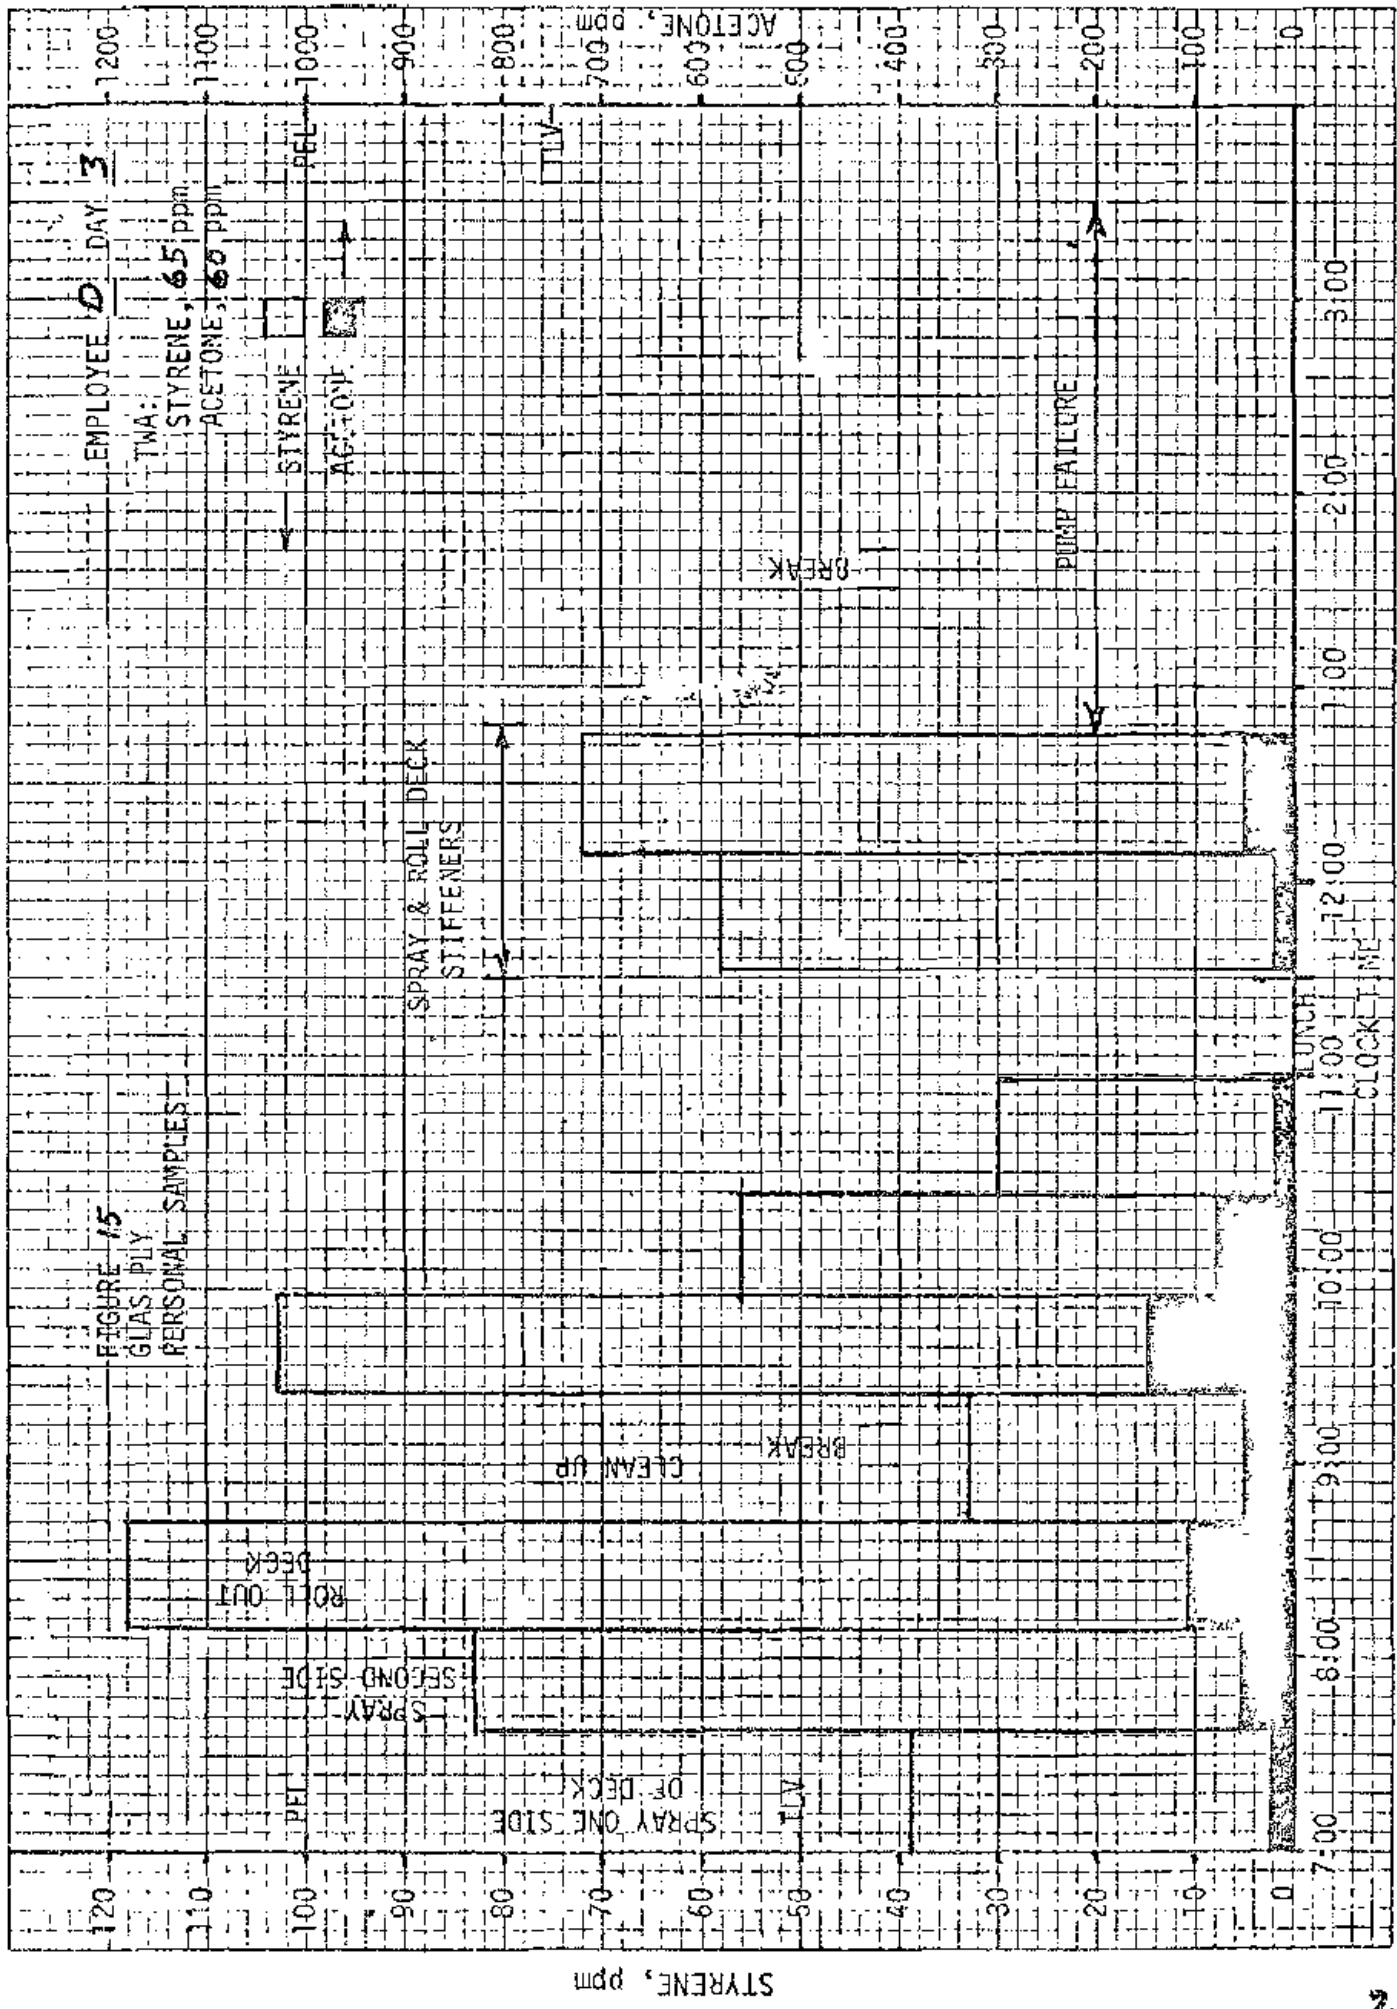 FIGURE 15
GLAS PLY
PERSONAL SAMPLES
EMPLOYEE D DAY 3
TWA:
STYRENE, 65 ppm
ACETONE, 60 ppm
STYRENE
ACETONE
STYRENE, ppm
120
110
100
90
80
70
60
50
40
30
20
10
0
PEL
TLV
SPRAY ONE SIDE
OF DECK
SPRAY
SECOND SIDE
ROLL OUT
DECK
CLEAN UP
BREAK
SPRAY & ROLL DECK
STIFFENERS
BREAK
PUMP FAILURE
PEL
TLV
1200
1100
1000
900
800
700
600
500
400
300
200
100
0
ACETONE, ppm
7:00
8:00
9:00
10:00
11:00
12:00
1:00
2:00
3:00
LUNCH
CLOCK TIME